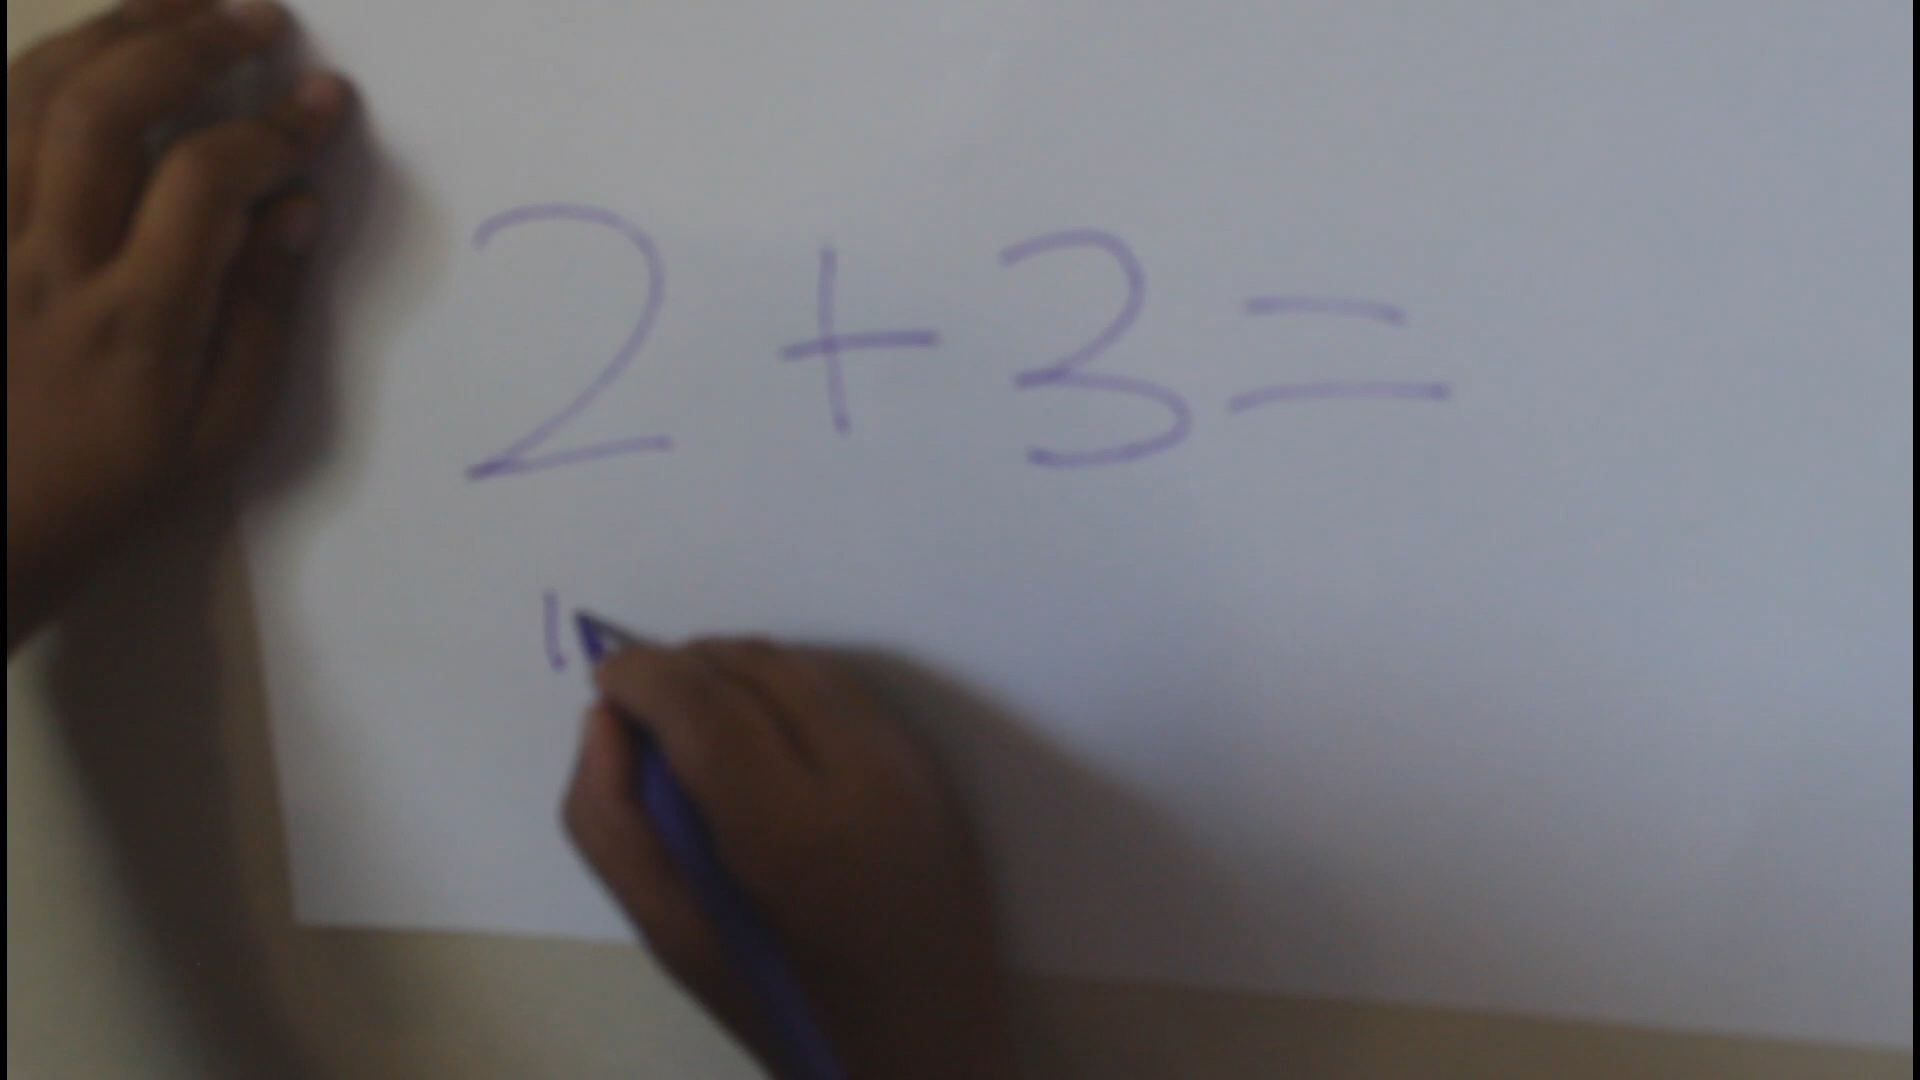 2 + 3 =
I